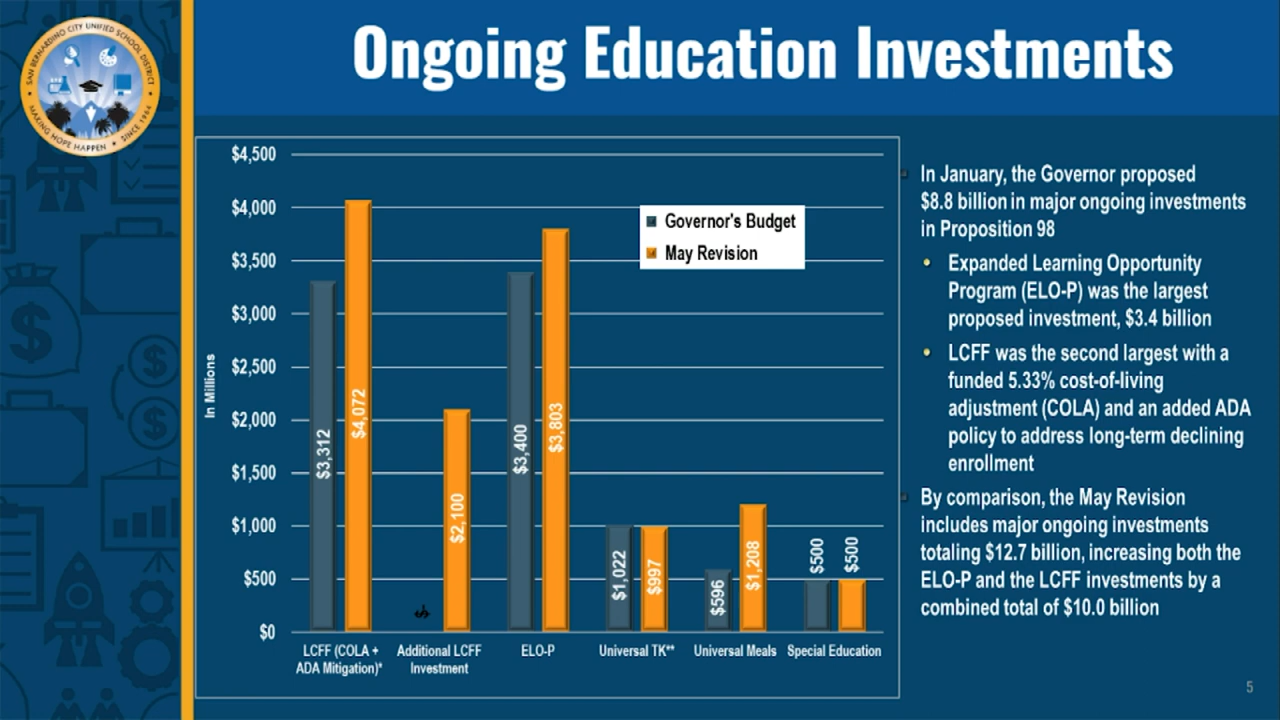 SAN BERNARDINO CITY UNIFIED SCHOOL DISTRICT
MAKING HOPE HAPPEN • SINCE 1964
Ongoing Education Investments
$4,500
$4,000
$3,500
$3,000
$2,500
$2,000
$1,500
$1,000
$500
$0
In Millions
Governor's Budget
May Revision
$3,312
$4,072
$-
$2,100
$3,400
$3,803
$1,022
$997
$596
$1,208
$500
$500
LCFF (COLA +
ADA Mitigation)*
Additional LCFF
Investment
ELO-P
Universal TK**
Universal Meals
Special Education
In January, the Governor proposed
$8.8 billion in major ongoing investments
in Proposition 98
• Expanded Learning Opportunity
Program (ELO-P) was the largest
proposed investment, $3.4 billion
• LCFF was the second largest with a
funded 5.33% cost-of-living
adjustment (COLA) and an added ADA
policy to address long-term declining
enrollment
By comparison, the May Revision
includes major ongoing investments
totaling $12.7 billion, increasing both the
ELO-P and the LCFF investments by a
combined total of $10.0 billion
5